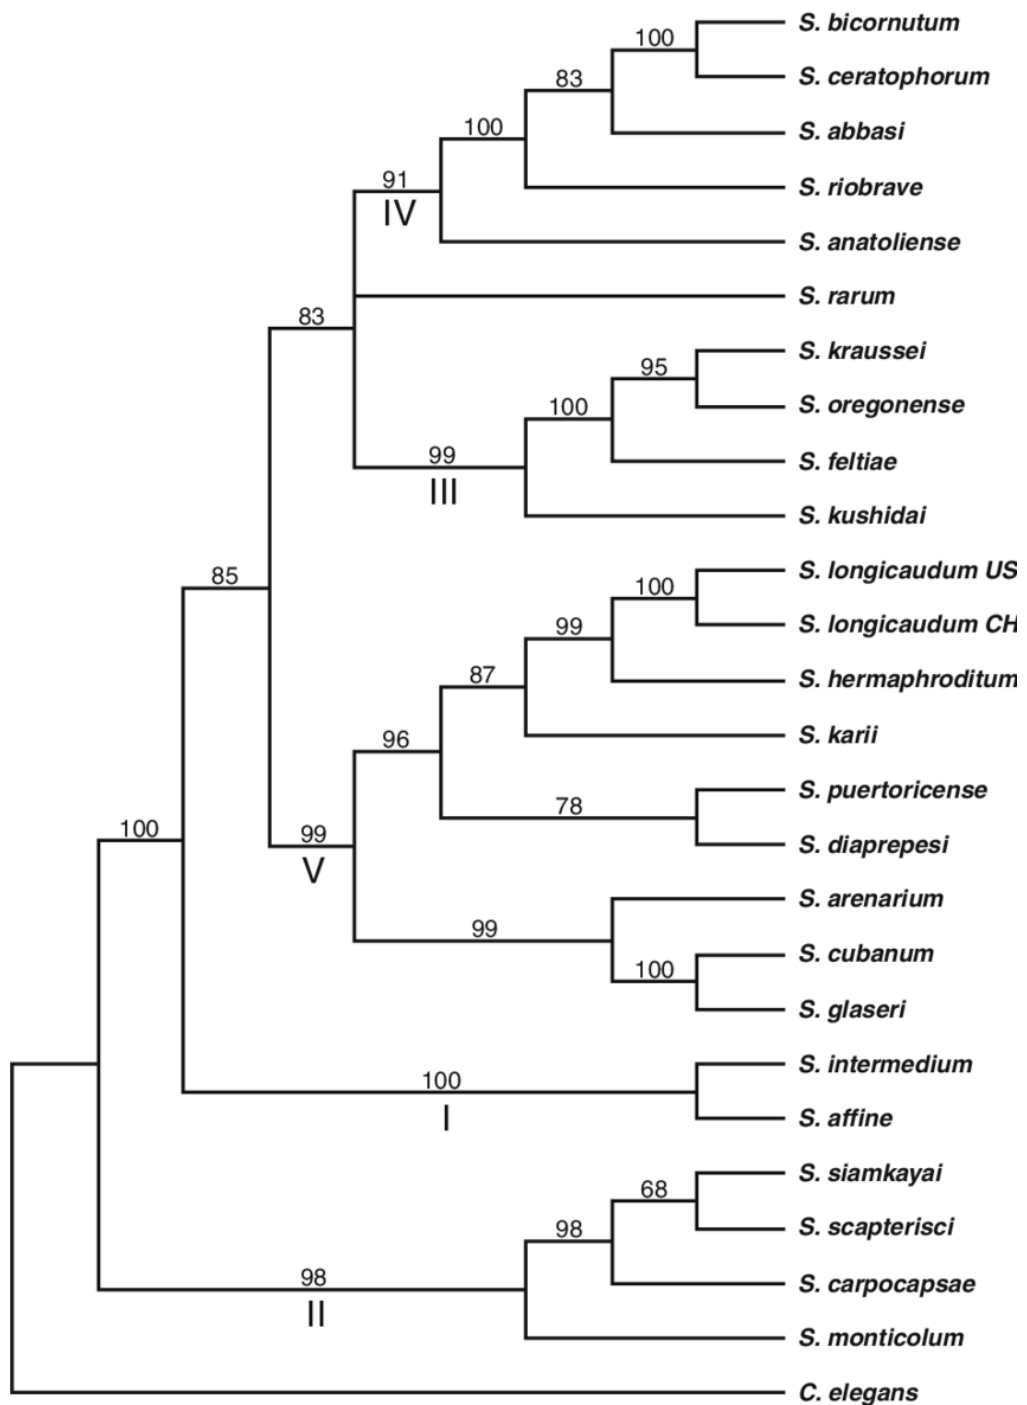 S. bicornutum
100
S. ceratophorum
83
S. abbasi
100
S. riobrave
91
IV
S. anatoliense
S. rarum
83
S. kraussei
95
S. oregonense
100
S. feltiae
99
III
S. kushidai
S. longicaudum US
85
100
S. longicaudum CH
99
S. hermaphroditum
87
S. karii
96
S. puertoricense
78
100
99
S. diaprepesi
V
S. arenarium
99
S. cubanum
100
S. glaseri
S. intermedium
100
I
S. affine
S. siamkayai
68
S. scapterisci
98
98
S. carpocapsae
II
S. monticolum
C. elegans